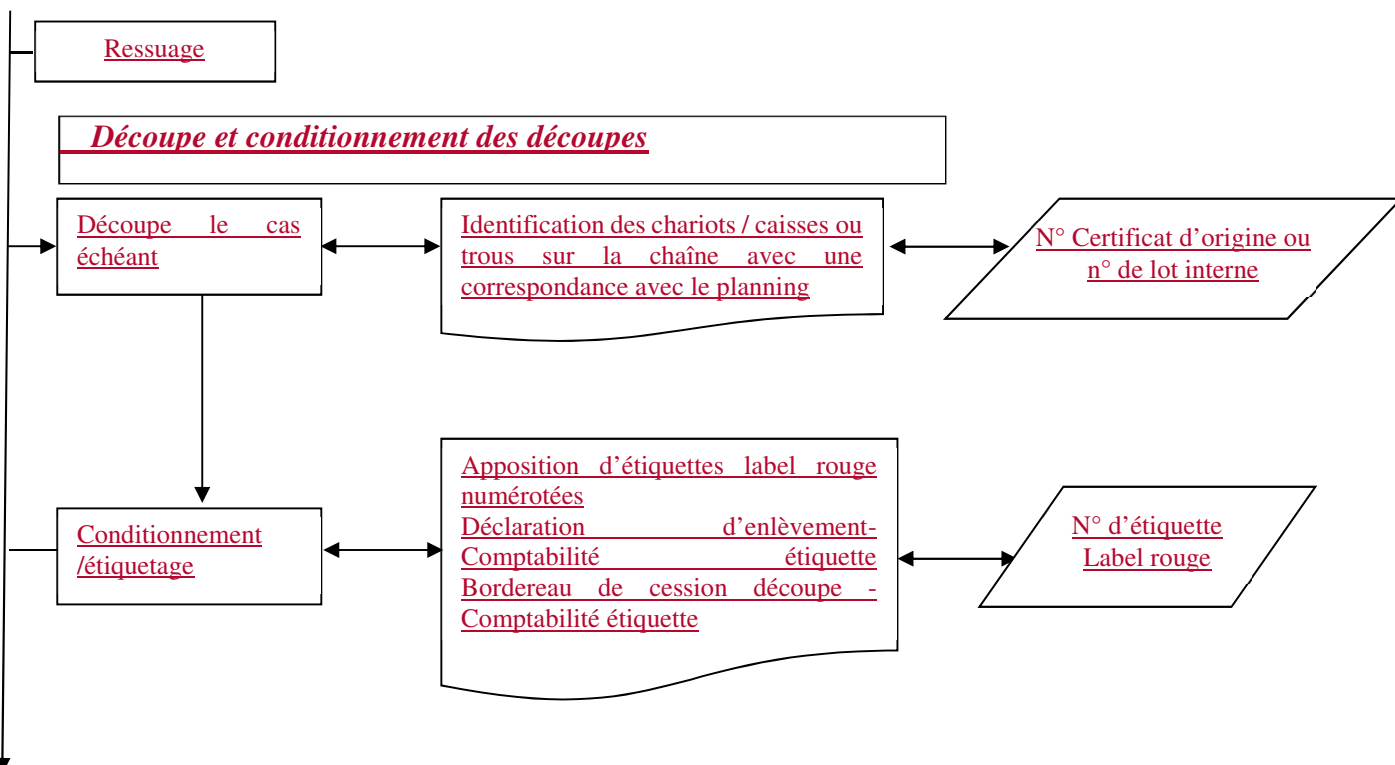 Ressuage
Découpe et conditionnement des découpes
Découpe le cas
échéant
Identification des chariots / caisses ou
trous sur la chaîne avec une
correspondance avec le planning
N° Certificat d'origine ou
n° de lot interne
Conditionnement
/étiquetage
Apposition d'étiquettes label rouge
numérotées
Déclaration d'enlèvement-
Comptabilité étiquette
Bordereau de cession découpe -
Comptabilité étiquette
N° d'étiquette
Label rouge